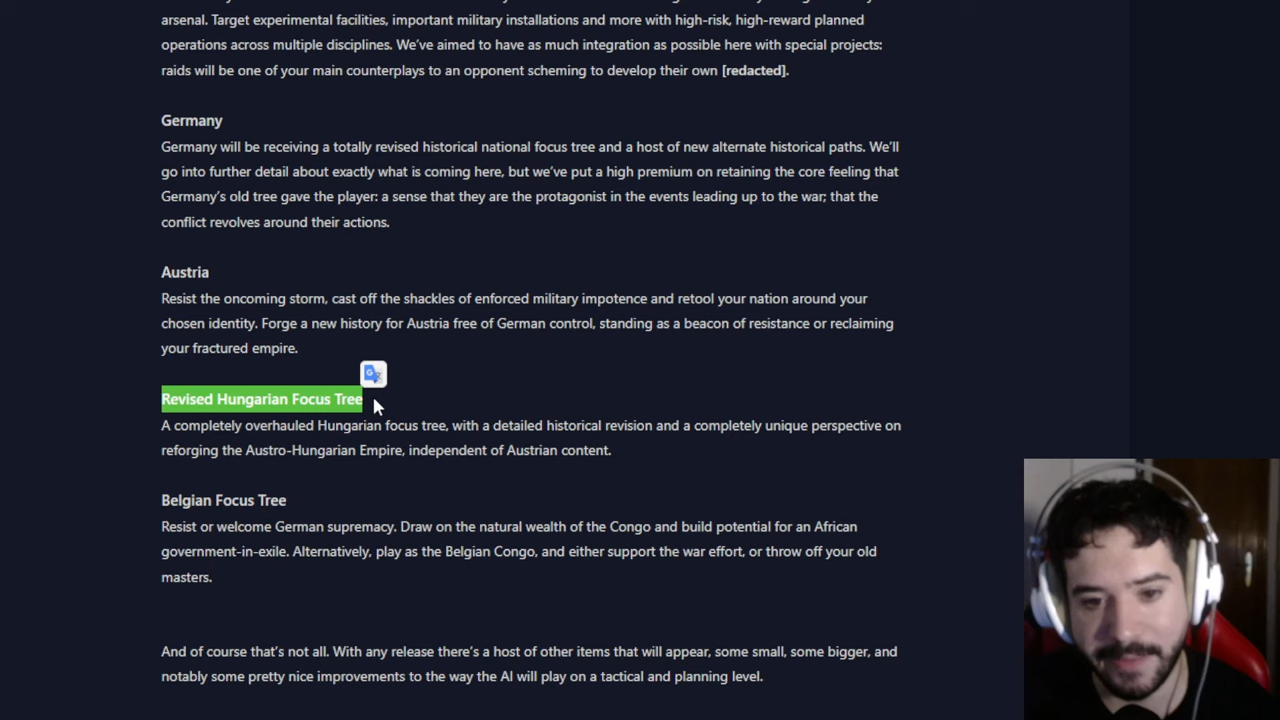 arsenal. Target experimental facilities, important military installations and more with high-risk, high-reward planned
operations across multiple disciplines. We've aimed to have as much integration as possible here with special projects:
raids will be one of your main counterplays to an opponent scheming to develop their own [redacted].
Germany
Germany will be receiving a totally revised historical national focus tree and a host of new alternate historical paths. We'll
go into further detail about exactly what is coming here, but we've put a high premium on retaining the core feeling that
Germany's old tree gave the player: a sense that they are the protagonist in the events leading up to the war; that the
conflict revolves around their actions.
Austria
Resist the oncoming storm, cast off the shackles of enforced military impotence and retool your nation around your
chosen identity. Forge a new history for Austria free of German control, standing as a beacon of resistance or reclaiming
your fractured empire.
Revised Hungarian Focus Tree
A completely overhauled Hungarian focus tree, with a detailed historical revision and a completely unique perspective on
reforging the Austro-Hungarian Empire, independent of Austrian content.
Belgian Focus Tree
Resist or welcome German supremacy. Draw on the natural wealth of the Congo and build potential for an African
government-in-exile. Alternatively, play as the Belgian Congo, and either support the war effort, or throw off your old
masters.
And of course that's not all. With any release there's a host of other items that will appear, some small, some bigger, and
notably some pretty nice improvements to the way the AI will play on a tactical and planning level.